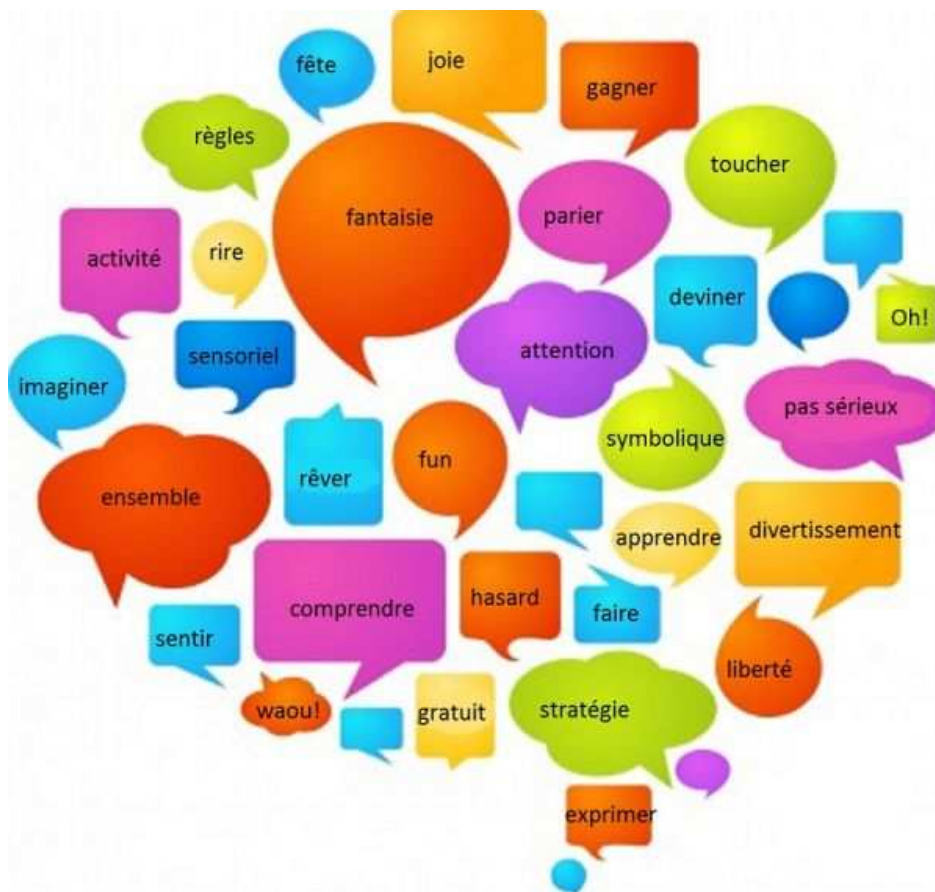 fête
joie
gagner
règles
toucher
fantaisie
parier
activité
rire
deviner
Oh!
sensoriel
attention
imaginer
pas sérieux
symbolique
fun
rêver
ensemble
divertissement
apprendre
comprendre
hasard
faire
sentir
liberté
waou!
gratuit
stratégie
exprimer